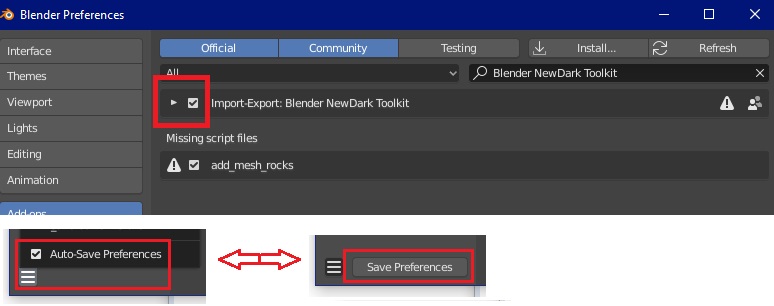 Blender Preferences
Interface
Themes
Viewport
Lights
Editing
Animation
Add-ons
Official Community Testing Install... Refresh
All Blender NewDark Toolkit
Import-Export: Blender NewDark Toolkit
Missing script files
add_mesh_rocks
Auto-Save Preferences
Save Preferences